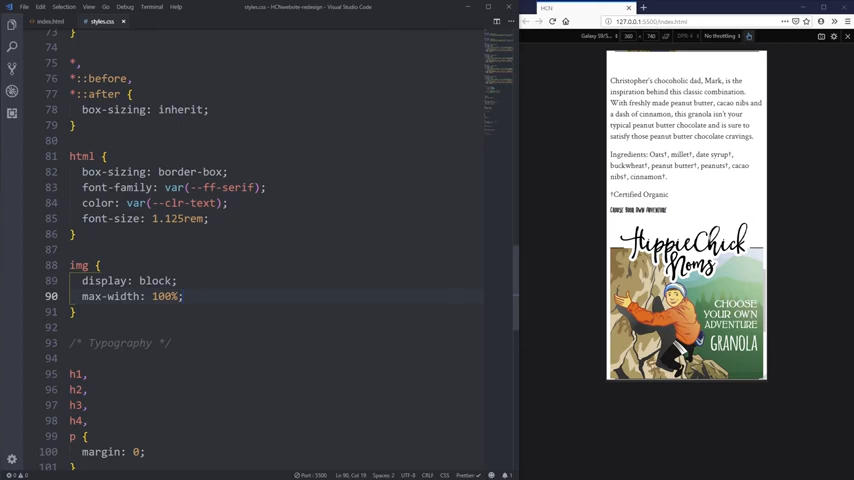 File Edit Selection View Go Debug Terminal Help
styles.css - HCNwebsite-redesign - Visual Studio Code
index.html
styles.css
73 }
74
75 *,
76 *::before,
77 *::after {
78 box-sizing: inherit;
79 }
80
81 html {
82 box-sizing: border-box;
83 font-family: var(--ff-serif);
84 color: var(--clr-text);
85 font-size: 1.125rem;
86 }
87
88 img {
89 display: block;
90 max-width: 100%;
91 }
92
93 /* Typography */
94
95 h1,
96 h2,
97 h3,
98 h4,
99 p {
100 margin: 0;
101 }
0 0
Port : 5500 Ln 90, Col 19 Spaces: 2 UTF-8 CRLF CSS Prettier 1
HCN
127.0.0.1:5500/index.html
Galaxy S9/S... 360 × 740 DPR: 4 No throttling
Christopher's chocoholic dad, Mark, is the
inspiration behind this classic combination.
With freshly made peanut butter, cacao nibs and
a dash of cinnamon, this granola isn't your
typical peanut butter chocolate and is sure to
satisfy those peanut butter chocolate cravings.
Ingredients: Oats†, millet†, date syrup†,
buckwheat†, peanut butter†, peanuts†, cacao
nibs†, cinnamon†.
†Certified Organic
CHOOSE YOUR OWN ADVENTURE
HippieChick
Noms
CHOOSE
YOUR OWN
ADVENTURE
GRANOLA